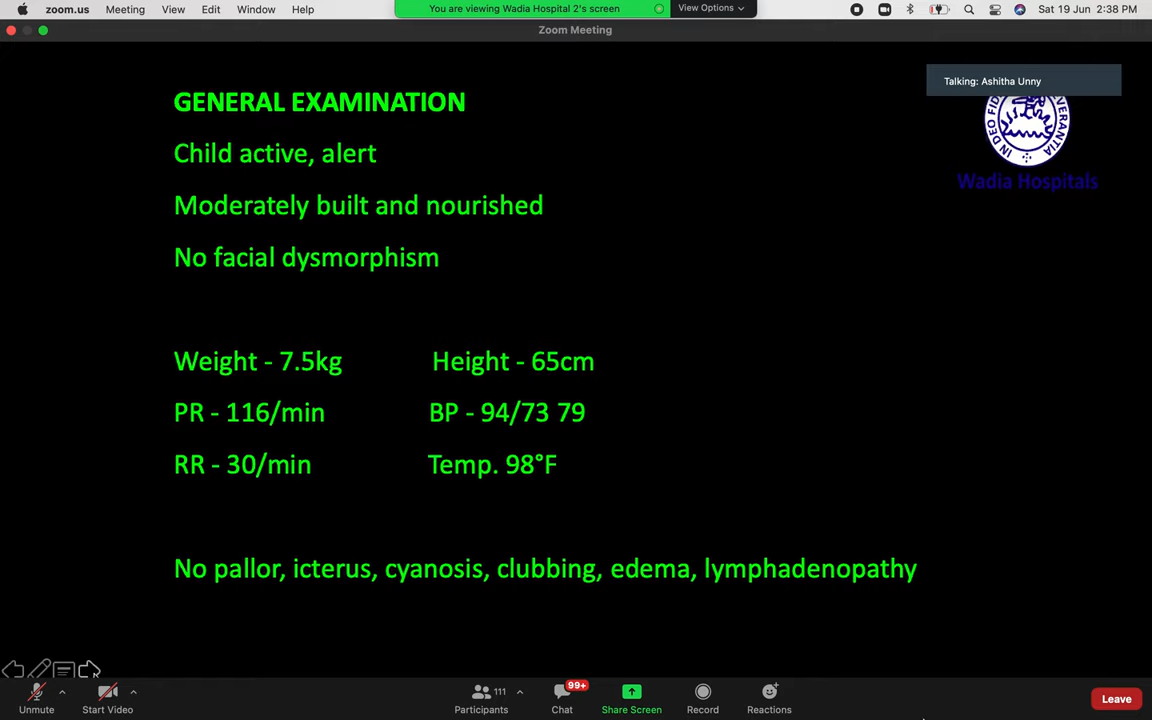 zoom.us Meeting View Edit Window Help
You are viewing Wadia Hospital 2's screen
View Options
Sat 19 Jun 2:38 PM
Zoom Meeting
Talking: Ashitha Unny
GENERAL EXAMINATION
Child active, alert
Moderately built and nourished
No facial dysmorphism
IN DEO FID
VERANTIA
Wadia Hospitals
Weight - 7.5kg Height - 65cm
PR - 116/min BP - 94/73 79
RR - 30/min Temp. 98°F
No pallor, icterus, cyanosis, clubbing, edema, lymphadenopathy
111
99+
Unmute Start Video Participants Chat Share Screen Record Reactions
Leave